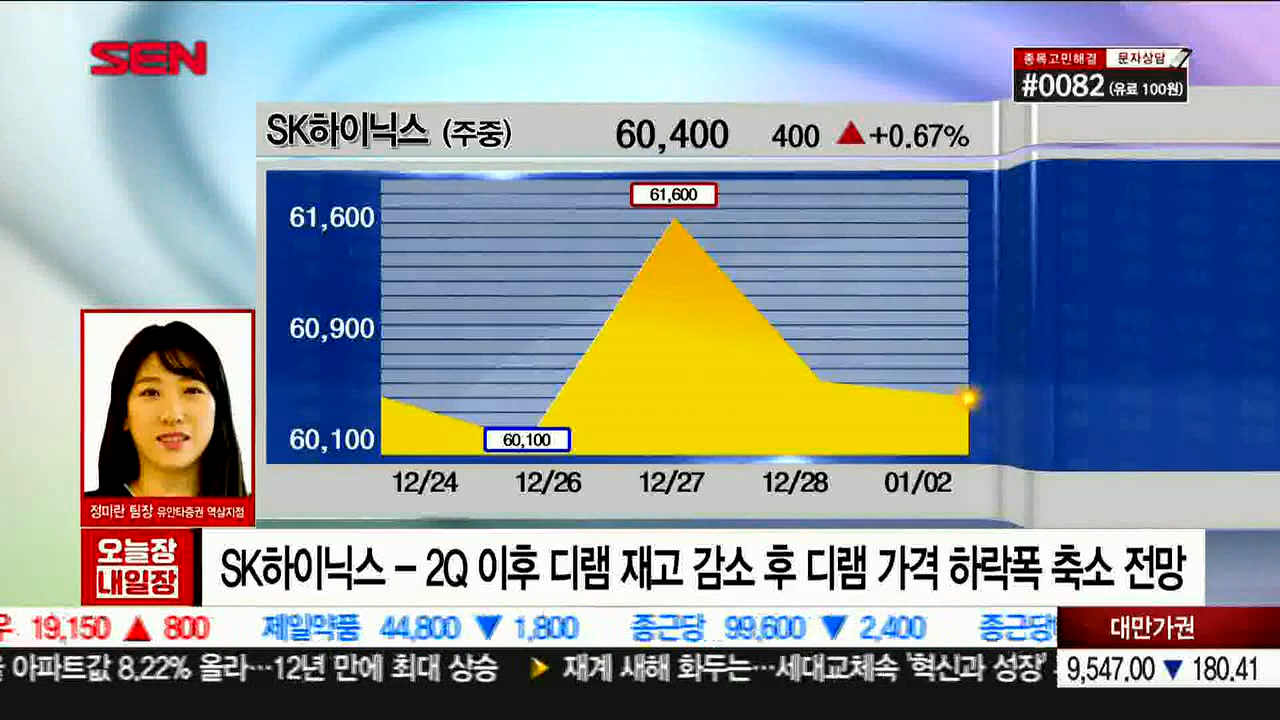 SEN
종목고민해결 문자상담
#0082 (유료 100원)
SK하이닉스 (주중) 60,400 400 ▲ +0.67%
61,600
61,600
60,900
60,100
60,100
12/24 12/26 12/27 12/28 01/02
정미란 팀장 유안타증권 역삼지점
오늘장
내일장
SK하이닉스 – 2Q 이후 디램 재고 감소 후 디램 가격 하락폭 축소 전망
19,150 ▲ 800 제일약품 44,800 ▼ 1,800 종근당 99,600 ▼ 2,400 종근당
대만가권
아파트값 8.22% 올라…12년 만에 최대 상승 ▶ 재계 새해 화두는…세대교체속 '혁신과 성장'
9,547.00 ▼ 180.41